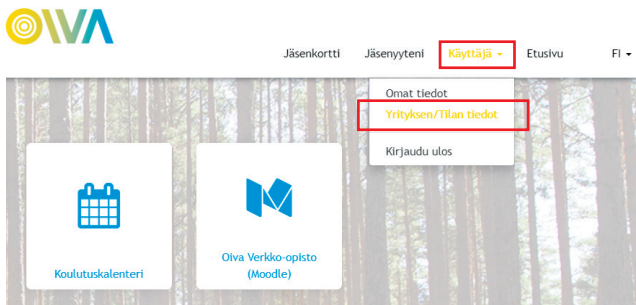 OIVA
Jäsenkortti Jäsenyyteni Käyttäjä Etusivu FI
Omat tiedot
Yrityksen/Tilan tiedot
Kirjaudu ulos
Koulutuskalenteri
Oiva Verkko-opisto
(Moodle)